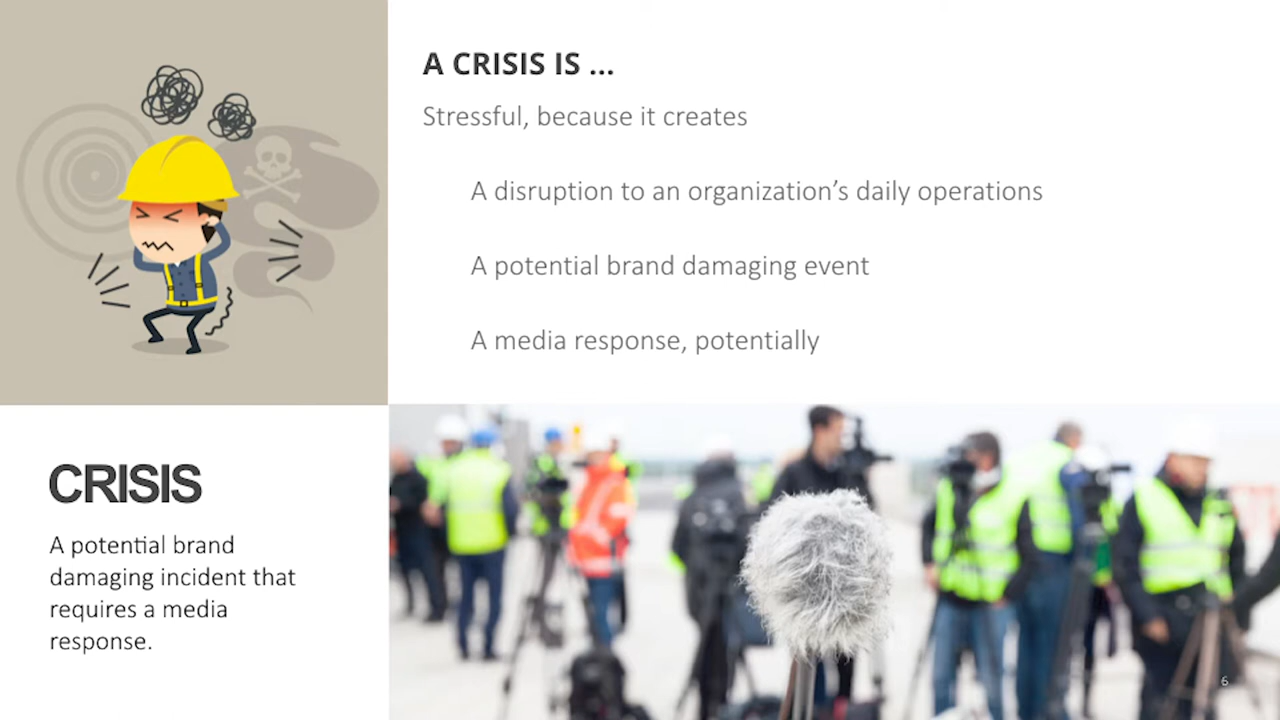 A CRISIS IS ...
Stressful, because it creates
A disruption to an organization’s daily operations
A potential brand damaging event
A media response, potentially
CRISIS
A potential brand
damaging incident that
requires a media
response.
6